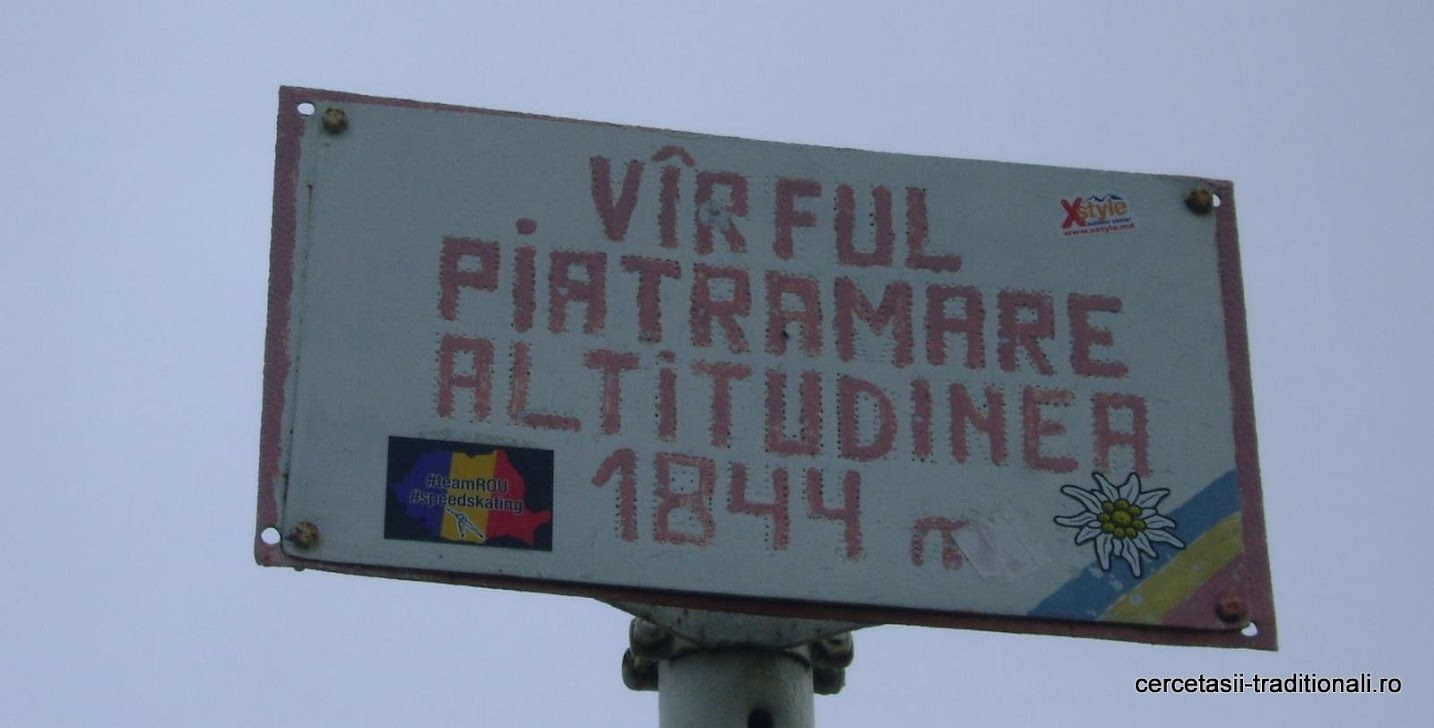 VÎRFUL
PiATRAMARE
ALTiTUDINEA
1844 m
Xstyle
www.xstyle.md
#teamROU
#speedskating
cercetasii-traditionali.ro